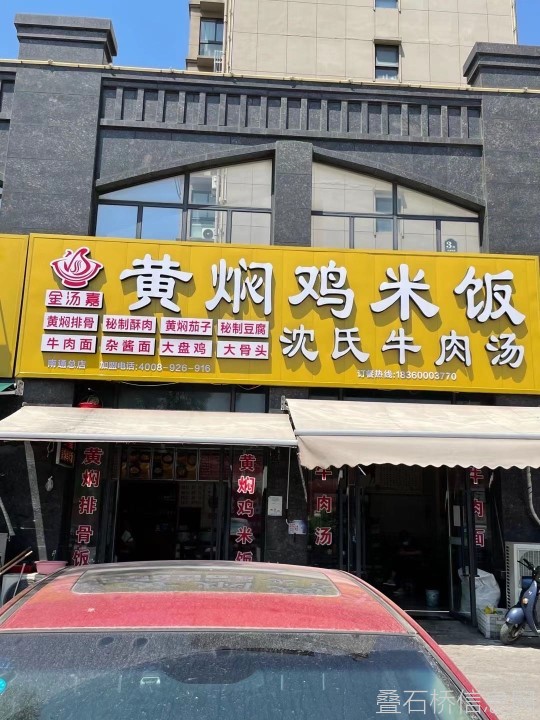 黄焖鸡米饭
金汤嘉
黄焖排骨 秘制酥肉 黄焖茄子 秘制豆腐
牛肉面 杂酱面 大盘鸡 大骨头
沈氏牛肉汤
南通总店 加盟电话:4008-926-916
订餐热线:18360003770
黄焖排骨饭
黄焖鸡米饭
牛肉汤
牛肉面
叠石桥信息